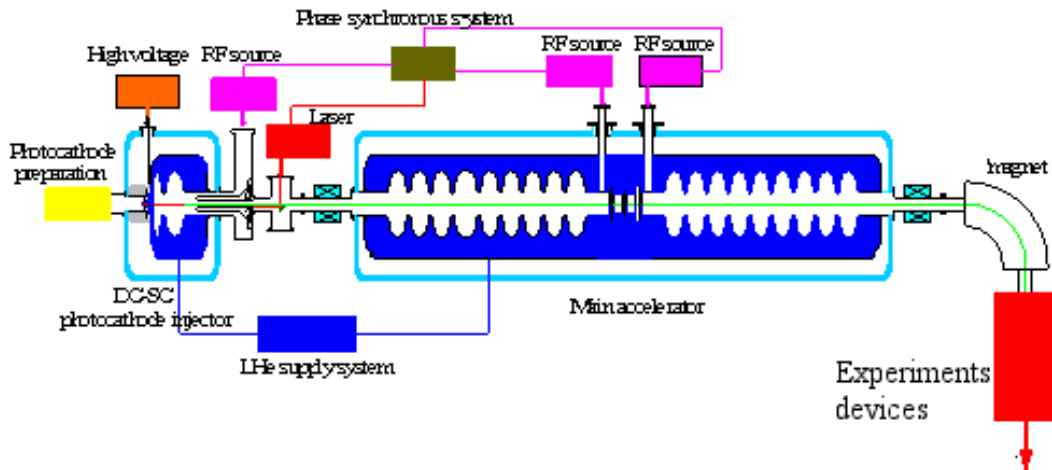 Phase synchrorous system
High voltage
RF source
RF source
RF source
Laser
Photocathode
preparation
magnet
DC-SC
photocathode injector
Main accelerator
LHe supply system
Experiments
devices